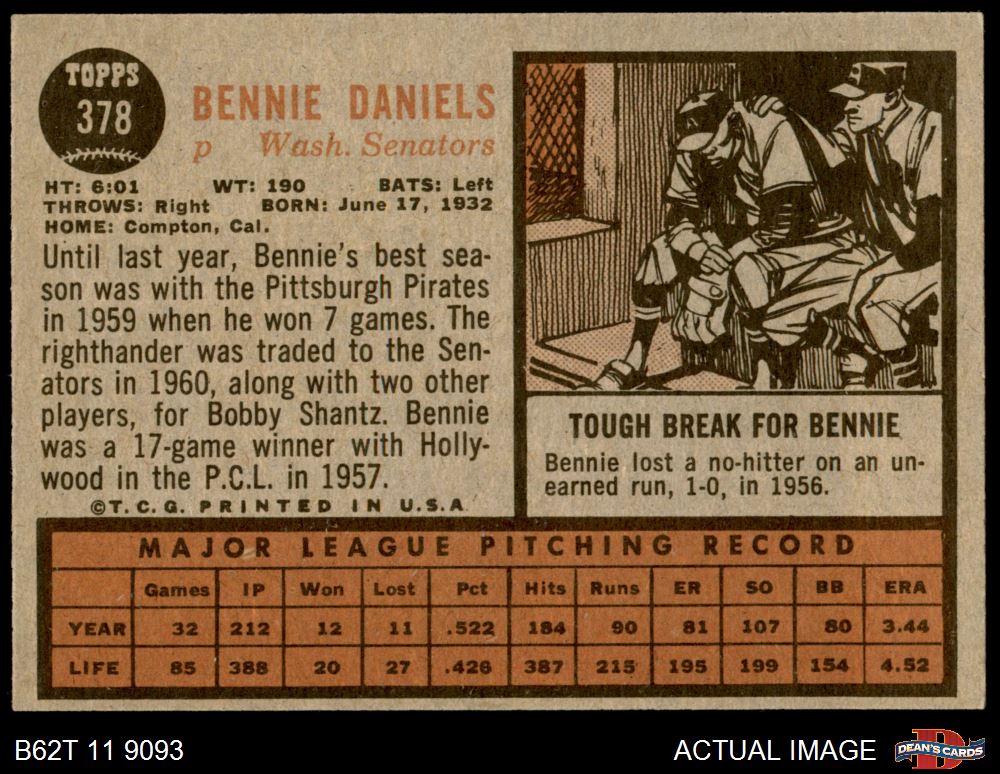 TOPPS
378
BENNIE DANIELS
p Wash. Senators
HT: 6:01 WT: 190 BATS: Left
THROWS: Right BORN: June 17, 1932
HOME: Compton, Cal.
Until last year, Bennie's best sea-
son was with the Pittsburgh Pirates
in 1959 when he won 7 games. The
righthander was traded to the Sen-
ators in 1960, along with two other
players, for Bobby Shantz. Bennie
was a 17-game winner with Holly-
wood in the P.C.L. in 1957.
©T.C.G. PRINTED IN U.S.A.
TOUGH BREAK FOR BENNIE
Bennie lost a no-hitter on an un-
earned run, 1-0, in 1956.
MAJOR LEAGUE PITCHING RECORD
Games IP Won Lost Pct Hits Runs ER SO BB ERA
YEAR 32 212 12 11 .522 184 90 81 107 80 3.44
LIFE 85 388 20 27 .426 387 215 195 199 154 4.52
B62T 11 9093
ACTUAL IMAGE
D
DEAN'S CARDS